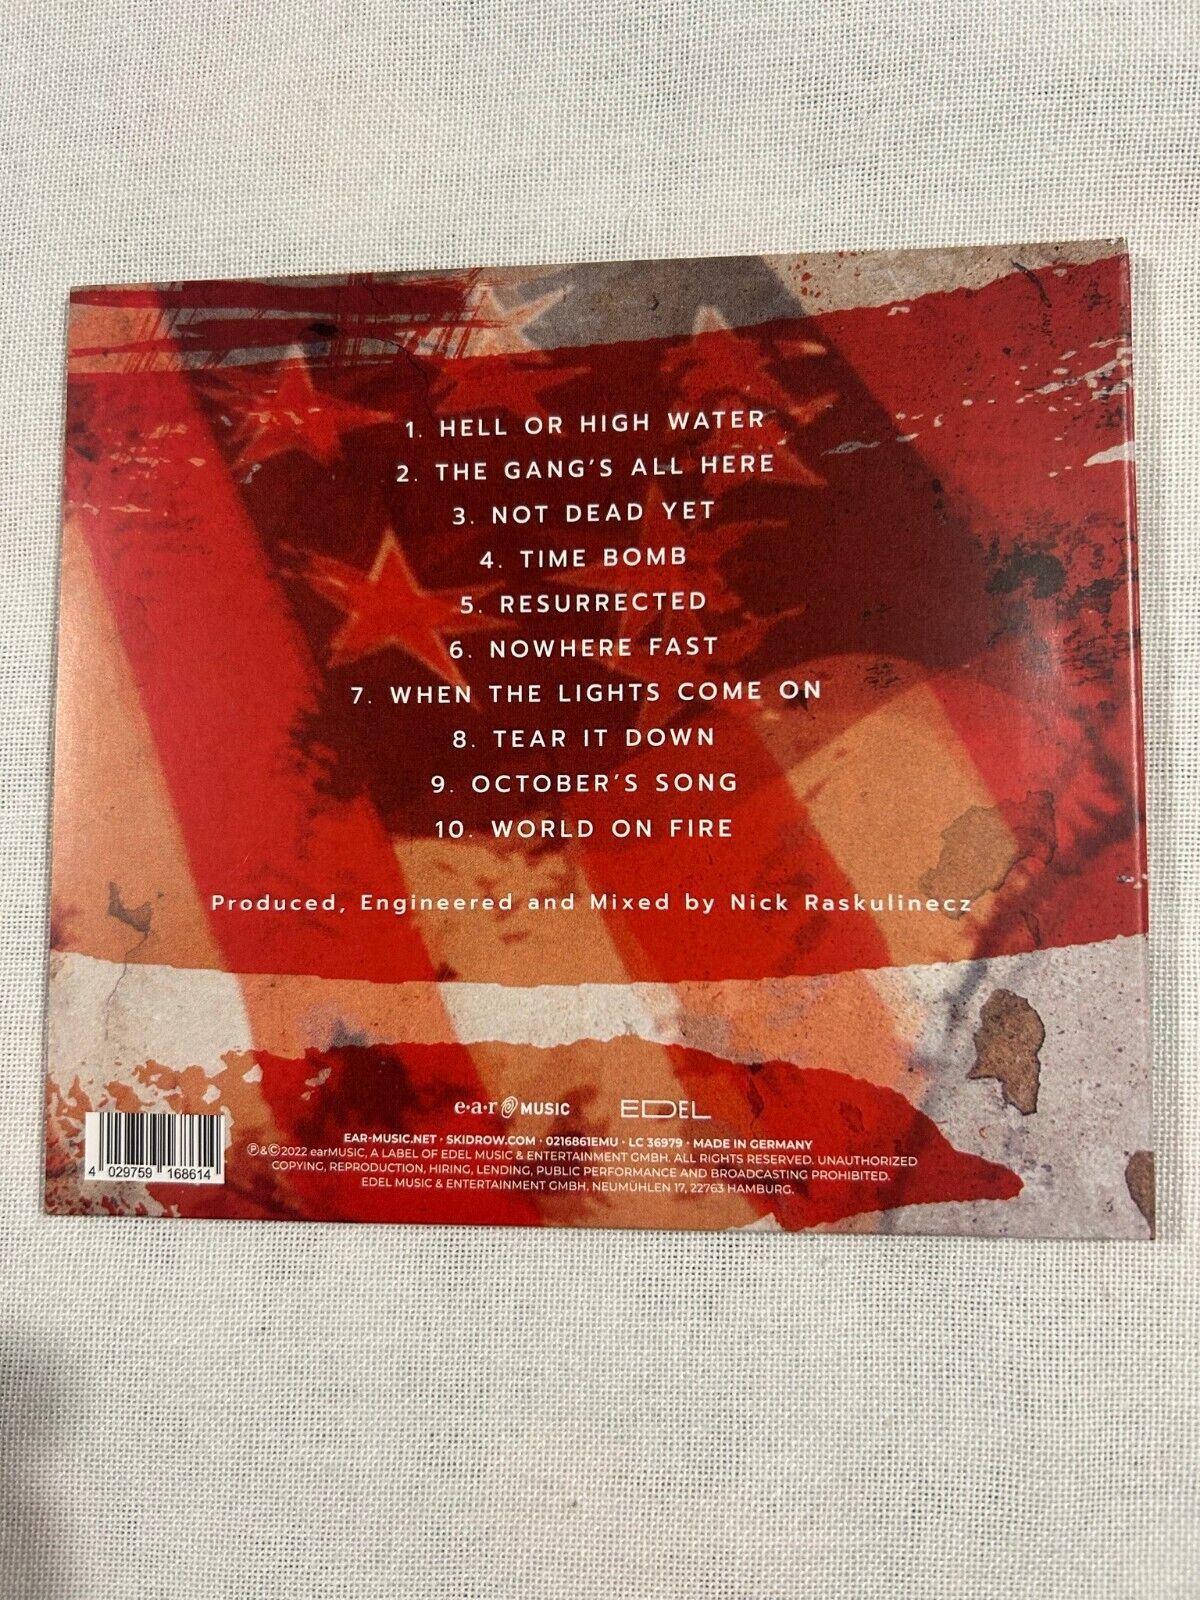 1. HELL OR HIGH WATER
2. THE GANG'S ALL HERE
3. NOT DEAD YET
4. TIME BOMB
5. RESURRECTED
6. NOWHERE FAST
7. WHEN THE LIGHTS COME ON
8. TEAR IT DOWN
9. OCTOBER'S SONG
10. WORLD ON FIRE
Produced, Engineered and Mixed by Nick Raskulinecz
e·a·r MUSIC EDEL
EAR-MUSIC.NET • SKIDROW.COM • 0216861EMU • LC 36979 • MADE IN GERMANY
℗&©2022 earMUSIC, A LABEL OF EDEL MUSIC & ENTERTAINMENT GMBH. ALL RIGHTS RESERVED. UNAUTHORIZED
COPYING, REPRODUCTION, HIRING, LENDING, PUBLIC PERFORMANCE AND BROADCASTING PROHIBITED.
EDEL MUSIC & ENTERTAINMENT GMBH, NEUMÜHLEN 17, 22763 HAMBURG.
4 029759 168614